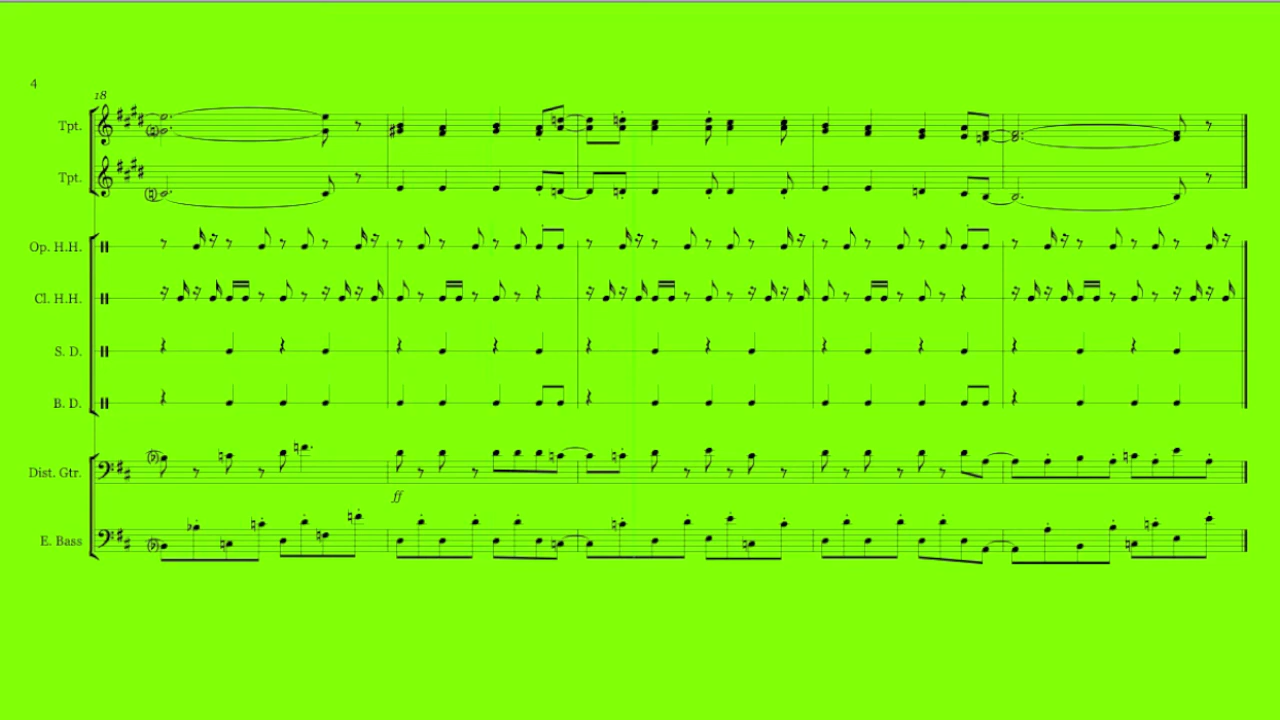 4
18
Tpt.
Tpt.
Op. H.H.
Cl. H.H.
S. D.
B. D.
Dist. Gtr.
ff
E. Bass